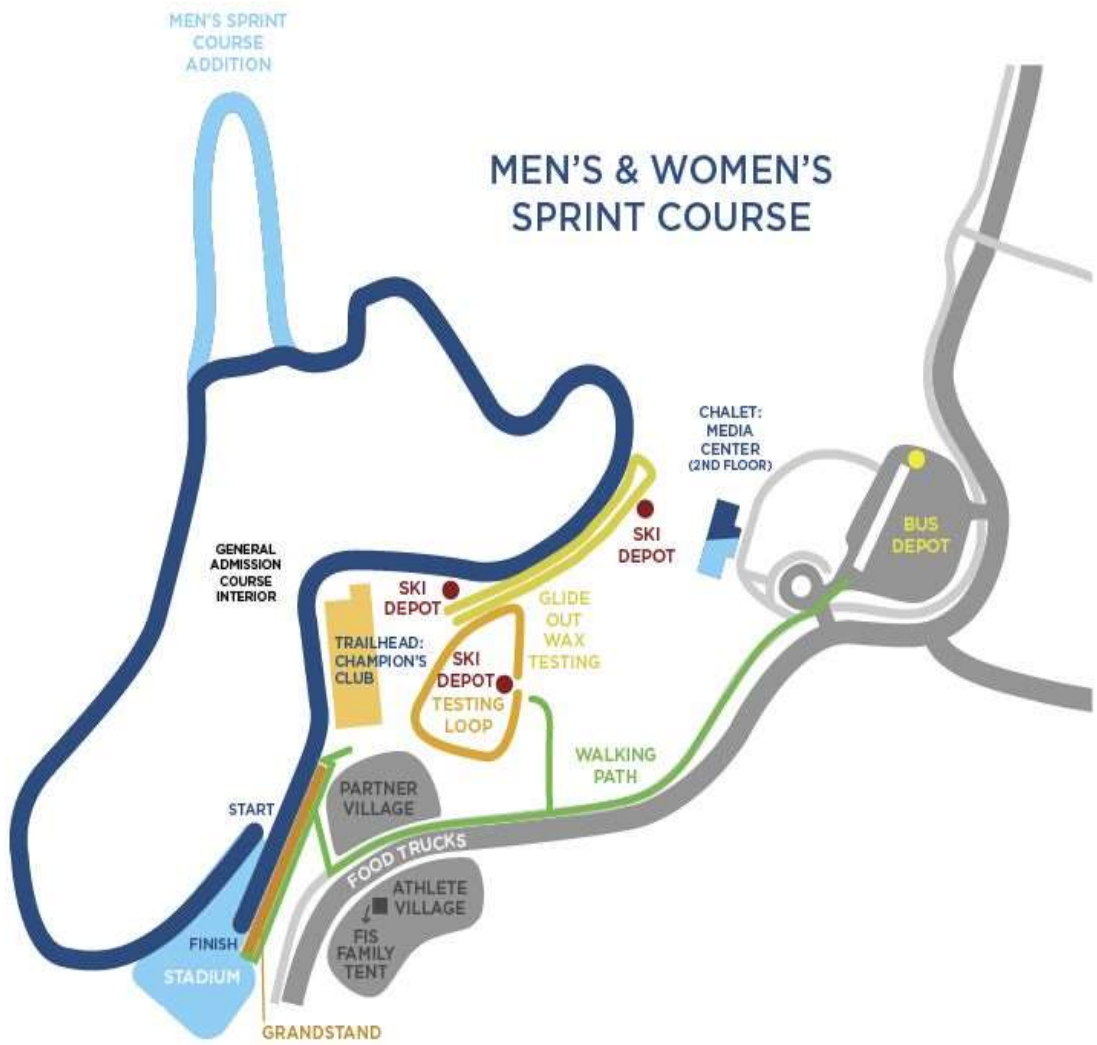 MEN'S SPRINT
COURSE
ADDITION
MEN'S & WOMEN'S
SPRINT COURSE
CHALET:
MEDIA
CENTER
(2ND FLOOR)
BUS
DEPOT
SKI
DEPOT
GENERAL
ADMISSION
COURSE
INTERIOR
SKI
DEPOT
GLIDE
OUT
WAX
TESTING
TRAILHEAD:
CHAMPION'S
CLUB
SKI
DEPOT
TESTING
LOOP
WALKING
PATH
PARTNER
VILLAGE
START
FOOD TRUCKS
ATHLETE
VILLAGE
FIS
FAMILY
TENT
FINISH
STADIUM
GRANDSTAND